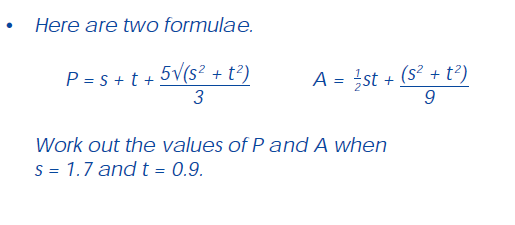 • Here are two formulae.
P = s + t + 5√(s² + t²)/3    A = ½st + (s² + t²)/9
Work out the values of P and A when
s = 1.7 and t = 0.9.